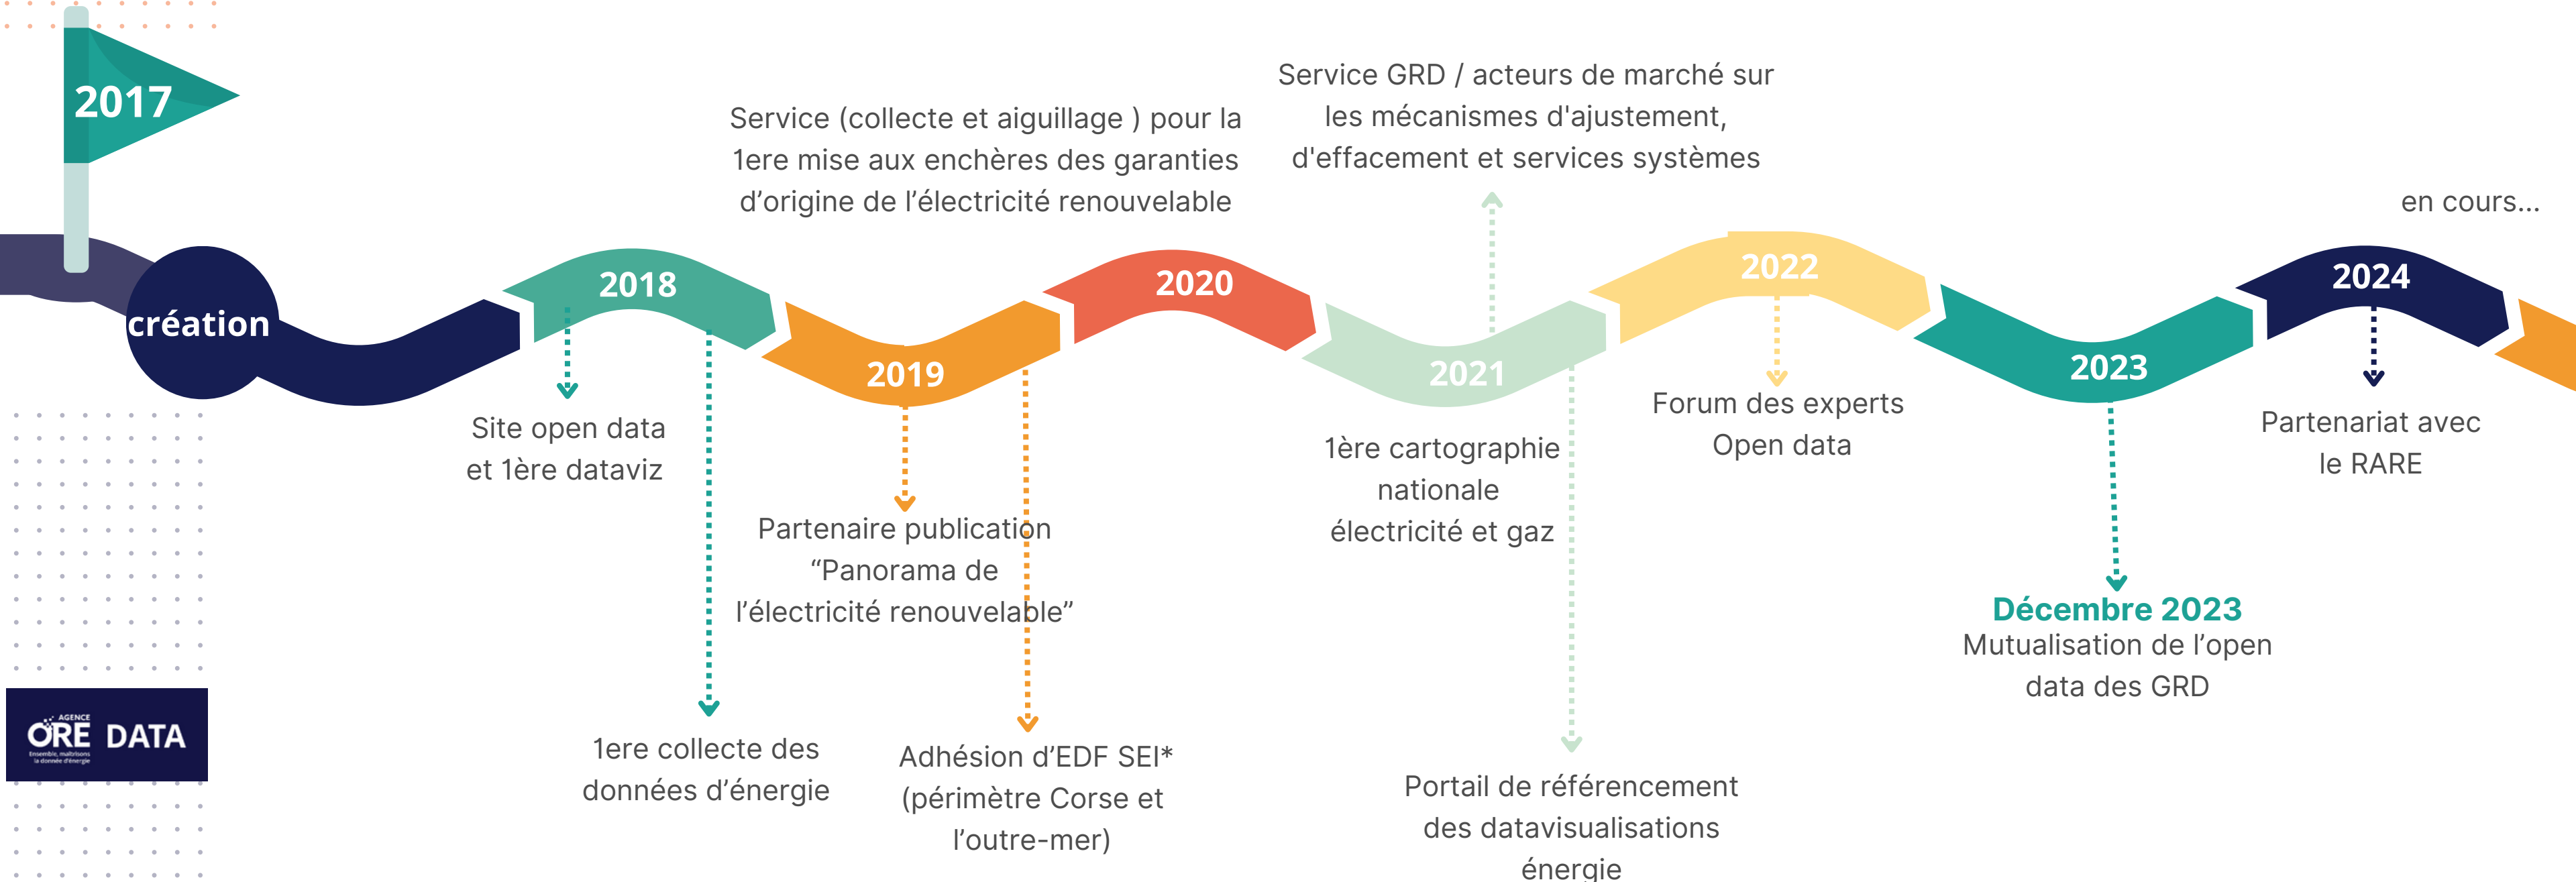 2017
création
2018
Site open data
et 1ère dataviz
1ere collecte des
données d’énergie
Service (collecte et aiguillage ) pour la
1ere mise aux enchères des garanties
d’origine de l’électricité renouvelable
2019
Partenaire publication
“Panorama de
l’électricité renouvelable”
Adhésion d’EDF SEI*
(périmètre Corse et
l’outre-mer)
2020
Service GRD / acteurs de marché sur
les mécanismes d'ajustement,
d'effacement et services systèmes
2021
1ère cartographie
nationale
électricité et gaz
Portail de référencement
des datavisualisations
énergie
2022
Forum des experts
Open data
2023
Décembre 2023
Mutualisation de l’open
data des GRD
en cours...
2024
Partenariat avec
le RARE
AGENCE
ORE DATA
Ensemble, maîtrisons
la donnée d'énergie